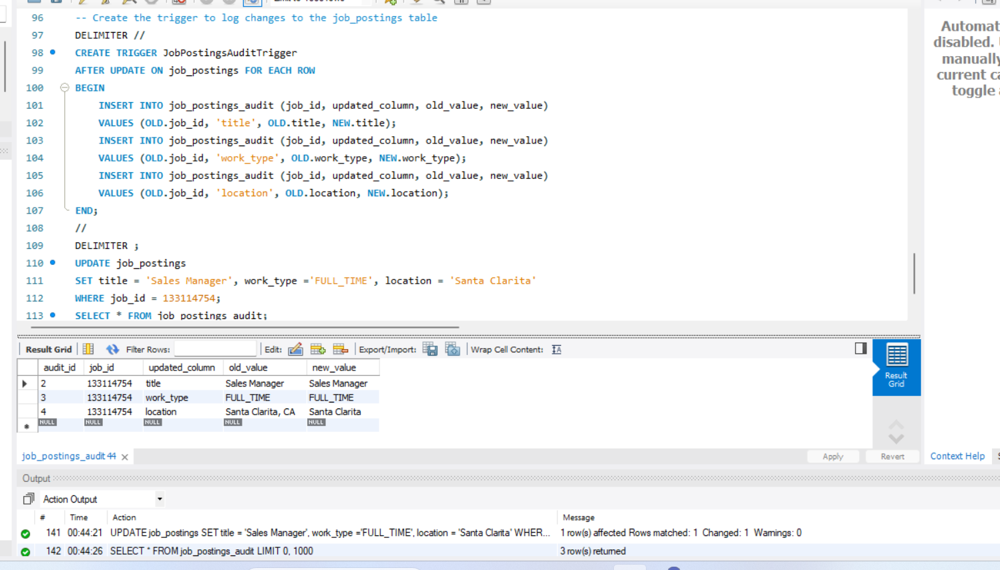 96 -- Create the trigger to log changes to the job_postings table
97 DELIMITER //
98 CREATE TRIGGER JobPostingsAuditTrigger
99 AFTER UPDATE ON job_postings FOR EACH ROW
100 BEGIN
101 INSERT INTO job_postings_audit (job_id, updated_column, old_value, new_value)
102 VALUES (OLD.job_id, 'title', OLD.title, NEW.title);
103 INSERT INTO job_postings_audit (job_id, updated_column, old_value, new_value)
104 VALUES (OLD.job_id, 'work_type', OLD.work_type, NEW.work_type);
105 INSERT INTO job_postings_audit (job_id, updated_column, old_value, new_value)
106 VALUES (OLD.job_id, 'location', OLD.location, NEW.location);
107 END;
108 //
109 DELIMITER ;
110 UPDATE job_postings
111 SET title = 'Sales Manager', work_type ='FULL_TIME', location = 'Santa Clarita'
112 WHERE job_id = 133114754;
113 SELECT * FROM job_postings_audit;
Automat
disabled.
manually
current ca
toggle
Result Grid Filter Rows: Edit: Export/Import: Wrap Cell Content:
audit_id job_id updated_column old_value new_value
2 133114754 title Sales Manager Sales Manager
3 133114754 work_type FULL_TIME FULL_TIME
4 133114754 location Santa Clarita, CA Santa Clarita
NULL NULL NULL NULL NULL
Result
Grid
job_postings_audit 44 Apply Revert Context Help
Output
Action Output
# Time Action Message
141 00:44:21 UPDATE job_postings SET title = 'Sales Manager', work_type ='FULL_TIME', location = 'Santa Clarita' WHER... 1 row(s) affected Rows matched: 1 Changed: 1 Warnings: 0
142 00:44:26 SELECT * FROM job_postings_audit LIMIT 0, 1000 3 row(s) returned